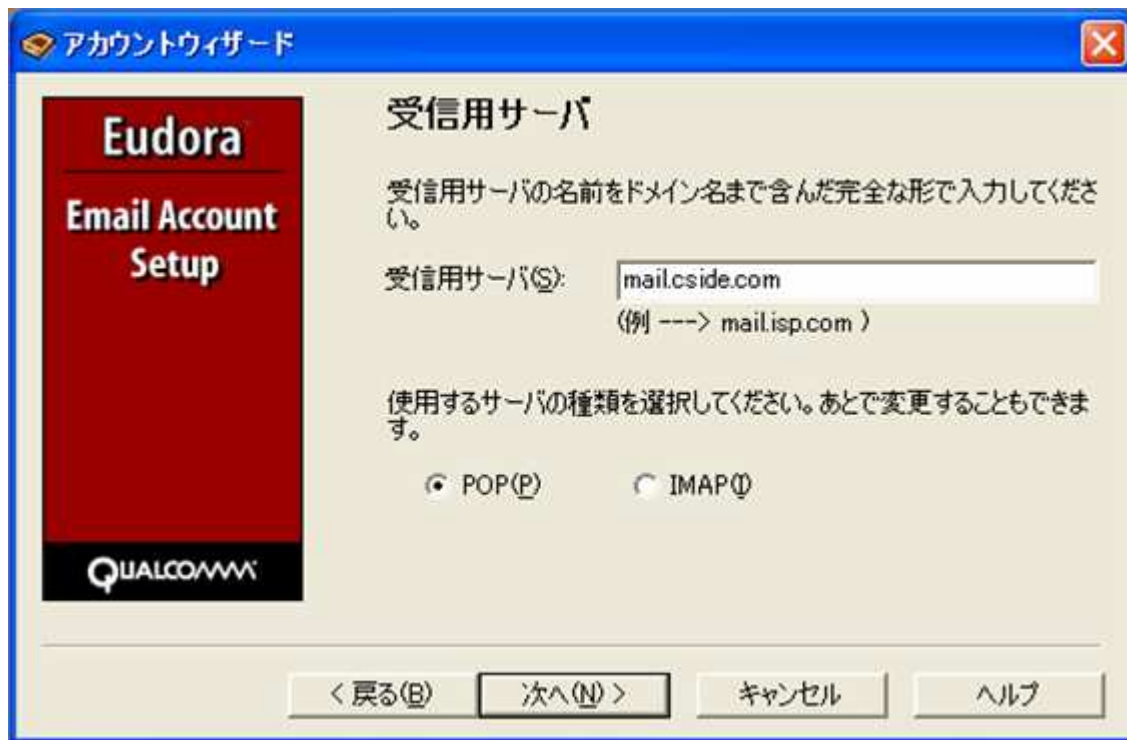 アカウントウィザード
Eudora
Email Account
Setup
QUALCOMM
受信用サーバ
受信用サーバの名前をドメイン名まで含んだ完全な形で入力してくださ
い。
受信用サーバ(S):
mail.cside.com
(例 ---> mail.isp.com )
使用するサーバの種類を選択してください。あとで変更することもできま
す。
POP(P)
IMAP(I)
< 戻る(B)
次へ(N) >
キャンセル
ヘルプ